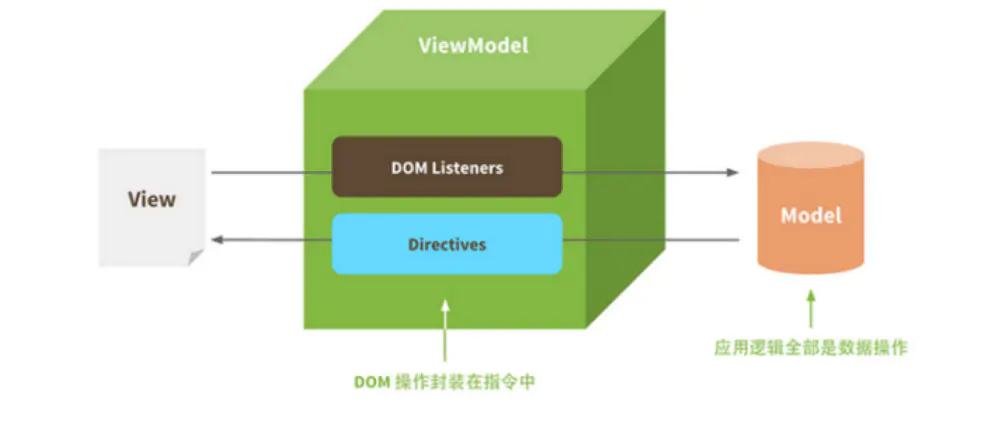 ViewModel
DOM Listeners
View
Model
Directives
应用逻辑全部是数据操作
DOM 操作封装在指令中